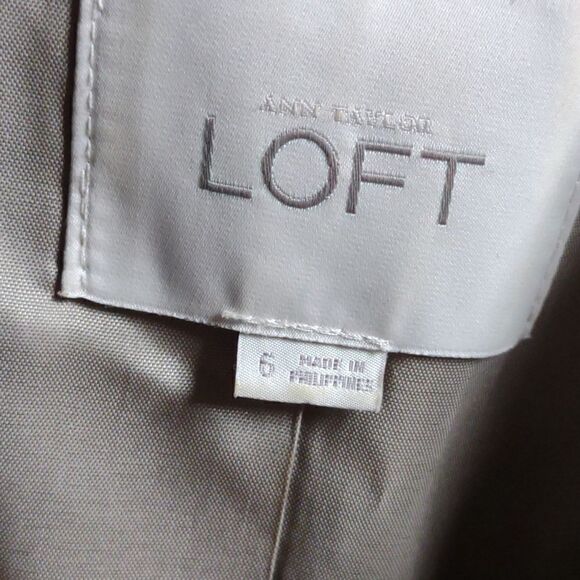 ANN TAYLOR
LOFT
6 MADE IN
PHILIPPINES